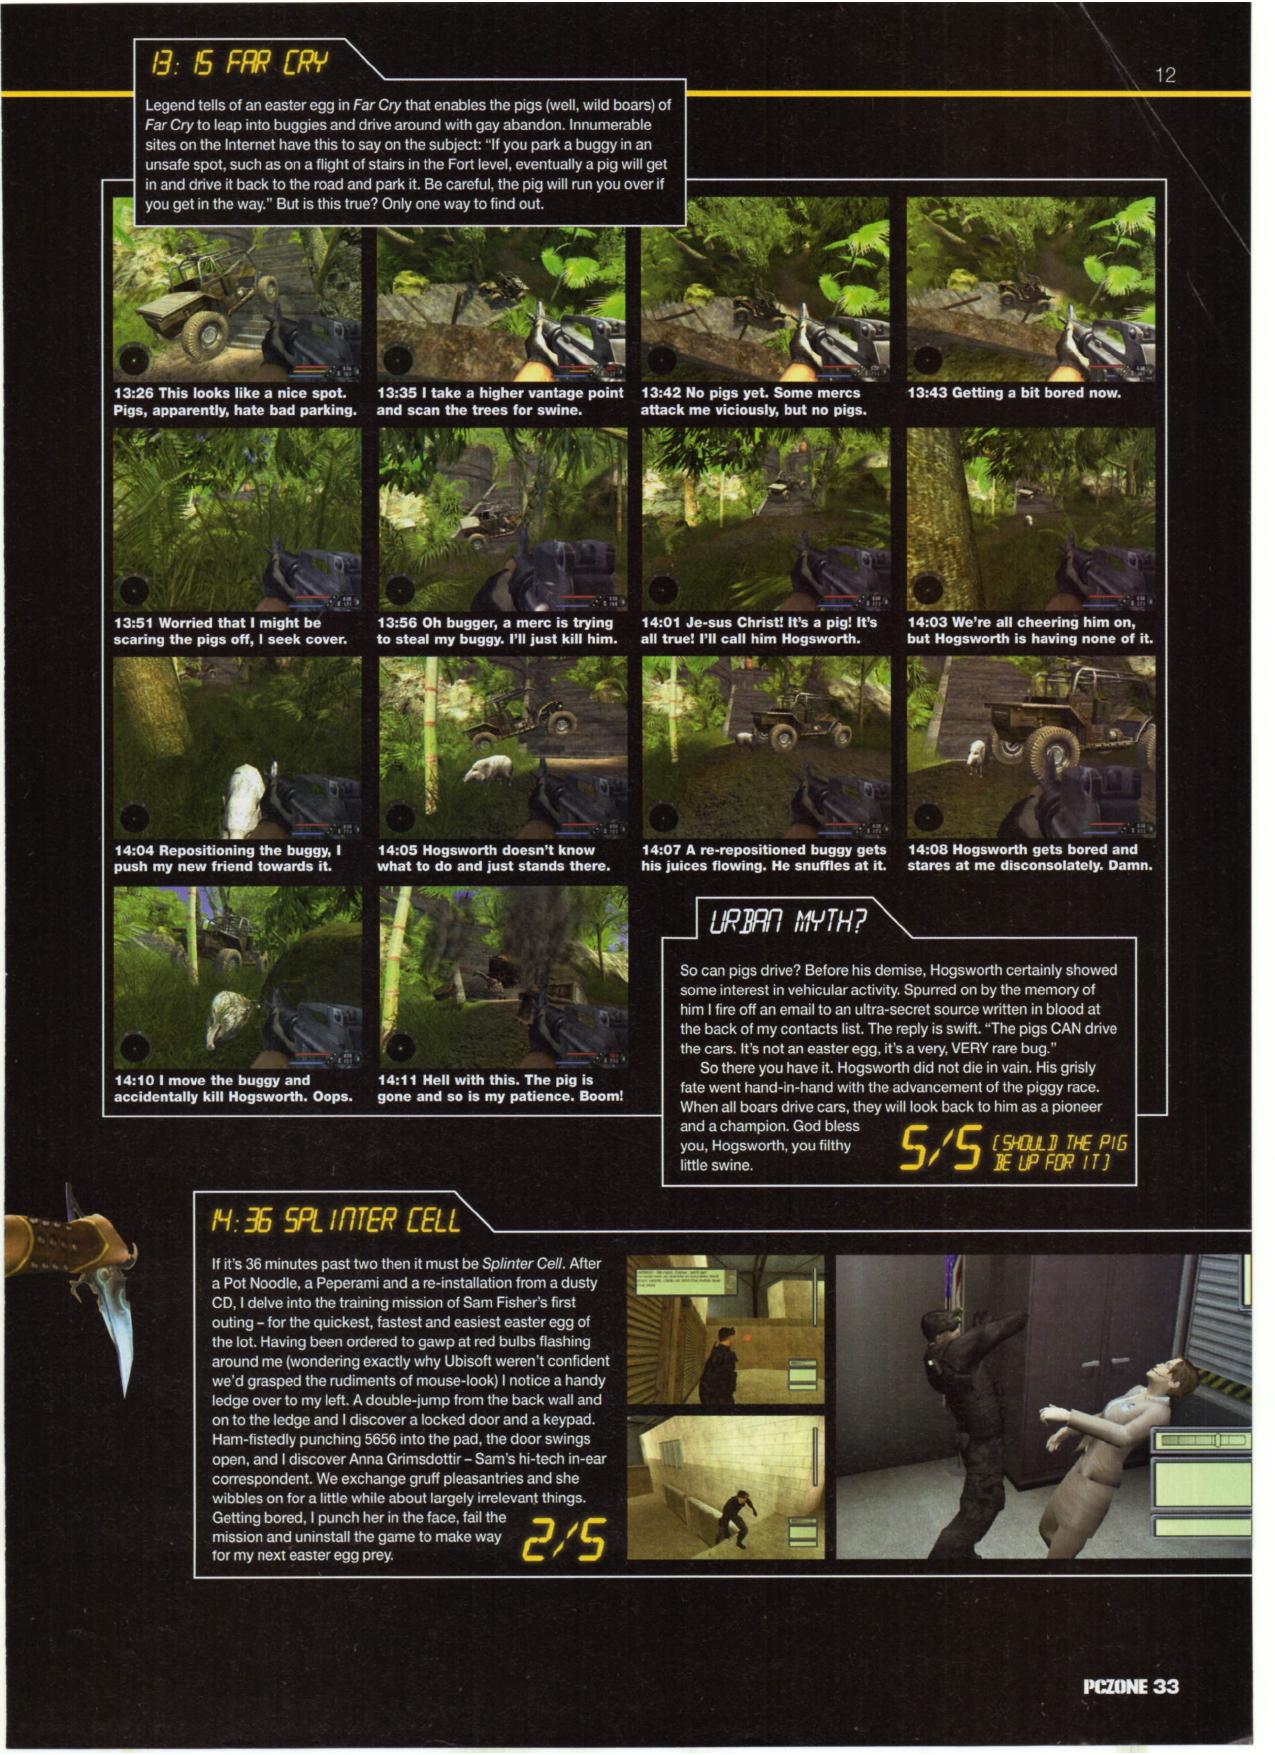 12
13:15 FAR CRY
Legend tells of an easter egg in Far Cry that enables the pigs (well, wild boars) of
Far Cry to leap into buggies and drive around with gay abandon. Innumerable
sites on the Internet have this to say on the subject: “If you park a buggy in an
unsafe spot, such as on a flight of stairs in the Fort level, eventually a pig will get
in and drive it back to the road and park it. Be careful, the pig will run you over if
you get in the way.” But is this true? Only one way to find out.
13:26 This looks like a nice spot.
Pigs, apparently, hate bad parking.
13:35 I take a higher vantage point
and scan the trees for swine.
13:42 No pigs yet. Some mercs
attack me viciously, but no pigs.
13:43 Getting a bit bored now.
13:51 Worried that I might be
scaring the pigs off, I seek cover.
13:56 Oh bugger, a merc is trying
to steal my buggy. I'll just kill him.
14:01 Je-sus Christ! It's a pig! It's
all true! I'll call him Hogsworth.
14:03 We're all cheering him on,
but Hogsworth is having none of it.
14:04 Repositioning the buggy, I
push my new friend towards it.
14:05 Hogsworth doesn't know
what to do and just stands there.
14:07 A re-repositioned buggy gets
his juices flowing. He snuffles at it.
14:08 Hogsworth gets bored and
stares at me disconsolately. Damn.
14:10 I move the buggy and
accidentally kill Hogsworth. Oops.
14:11 Hell with this. The pig is
gone and so is my patience. Boom!
URBAN MYTH?
So can pigs drive? Before his demise, Hogsworth certainly showed
some interest in vehicular activity. Spurred on by the memory of
him I fire off an email to an ultra-secret source written in blood at
the back of my contacts list. The reply is swift. “The pigs CAN drive
the cars. It's not an easter egg, it's a very, VERY rare bug.”
So there you have it. Hogsworth did not die in vain. His grisly
fate went hand-in-hand with the advancement of the piggy race.
When all boars drive cars, they will look back to him as a pioneer
and a champion. God bless
you, Hogsworth, you filthy
little swine.
5/5 [SHOULD THE PIG
BE UP FOR IT]
14:36 SPLINTER CELL
If it's 36 minutes past two then it must be Splinter Cell. After
a Pot Noodle, a Peperami and a re-installation from a dusty
CD, I delve into the training mission of Sam Fisher's first
outing – for the quickest, fastest and easiest easter egg of
the lot. Having been ordered to gawp at red bulbs flashing
around me (wondering exactly why Ubisoft weren't confident
we'd grasped the rudiments of mouse-look) I notice a handy
ledge over to my left. A double-jump from the back wall and
on to the ledge and I discover a locked door and a keypad.
Ham-fistedly punching 5656 into the pad, the door swings
open, and I discover Anna Grimsdottir – Sam's hi-tech in-ear
correspondent. We exchange gruff pleasantries and she
wibbles on for a little while about largely irrelevant things.
Getting bored, I punch her in the face, fail the
mission and uninstall the game to make way
for my next easter egg prey.
2/5
PCZONE 33